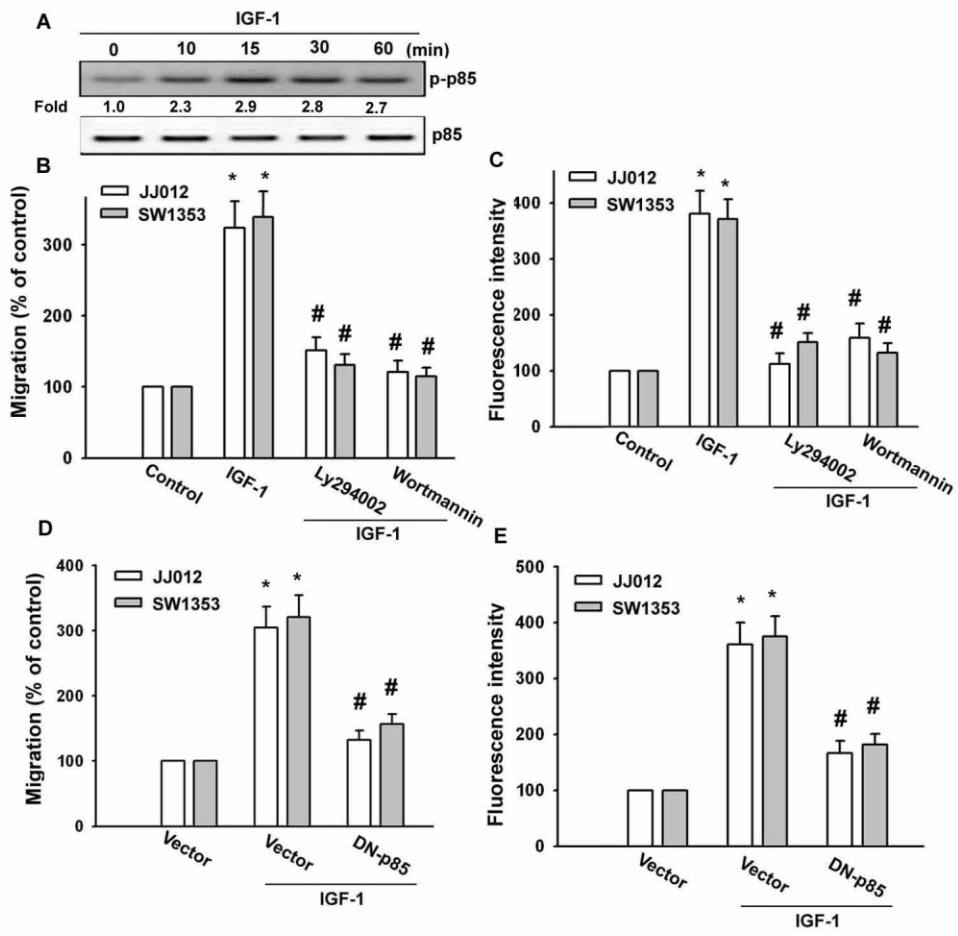 A
IGF-1
0 10 15 30 60 (min)
p-p85
Fold 1.0 2.3 2.9 2.8 2.7
p85
B
JJ012
SW1353
* *
# # # #
Migration (% of control)
300
200
100
0
Control IGF-1 Ly294002 Wortmannin
IGF-1
C
JJ012
SW1353
* *
# # # #
Fluorescence intensity
400
300
200
100
0
Control IGF-1 Ly294002 Wortmannin
IGF-1
D
JJ012
SW1353
* *
# #
Migration (% of control)
400
300
200
100
0
Vector Vector DN-p85
IGF-1
E
JJ012
SW1353
* *
# #
Fluorescence intensity
500
400
300
200
100
0
Vector Vector DN-p85
IGF-1